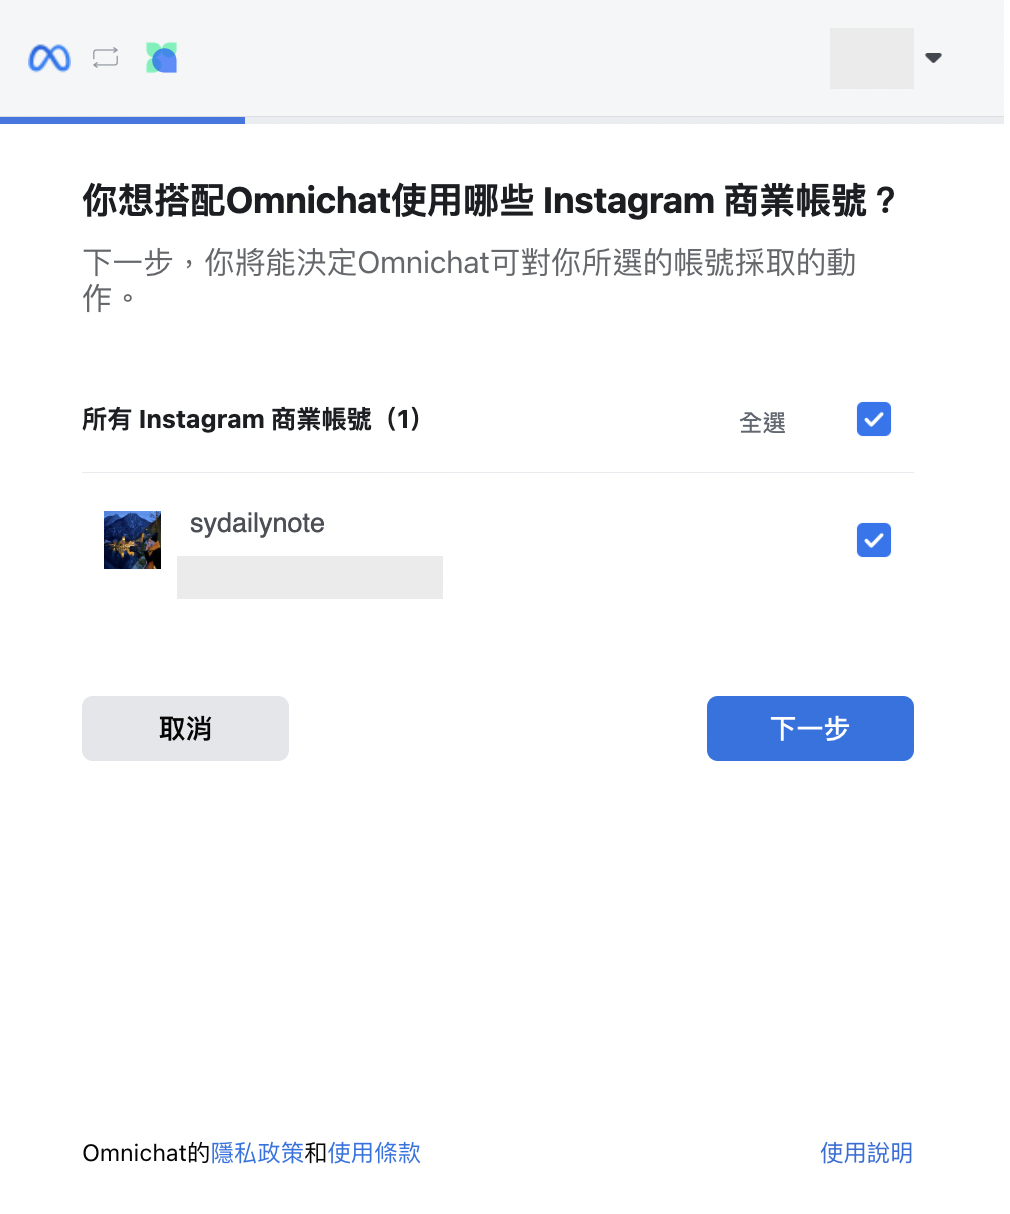 你想搭配Omnichat使用哪些 Instagram 商業帳號？
下一步，你將能決定Omnichat可對你所選的帳號採取的動
作。
所有 Instagram 商業帳號（1）
全選
sydailynote
取消
下一步
Omnichat的隱私政策和使用條款
使用說明